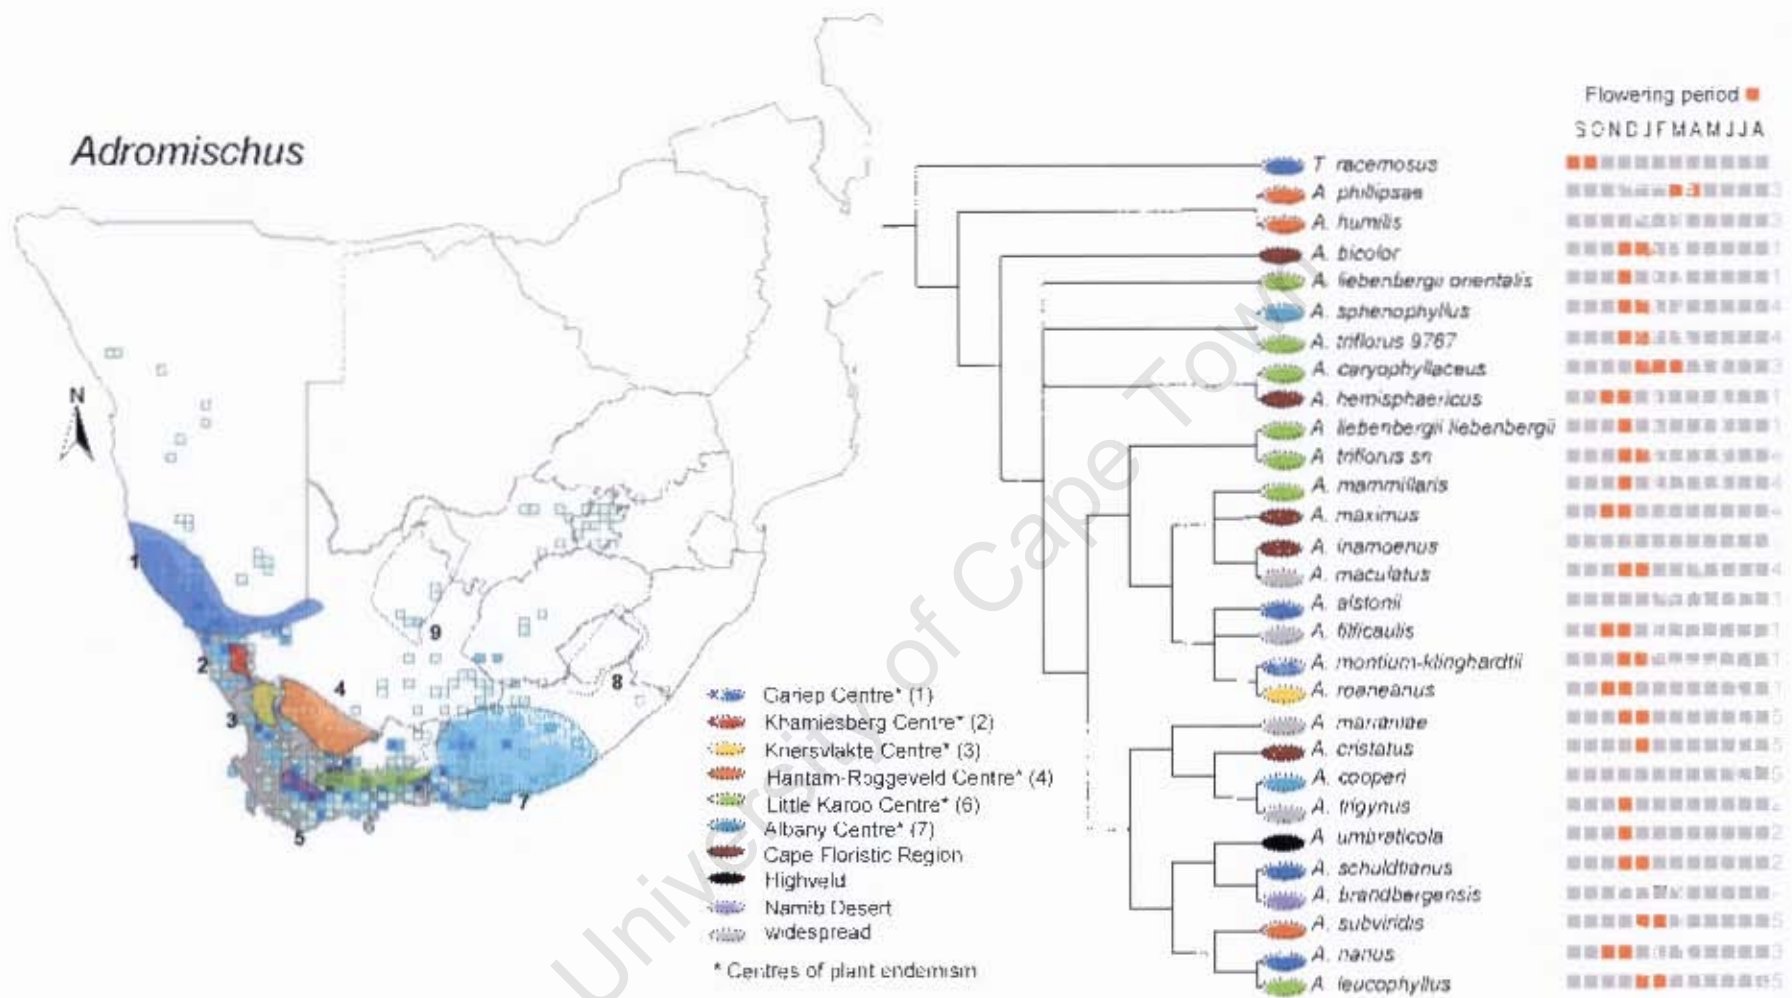 Adromischus
N
1
2
3
4
5
6
7
8
9
Gariep Centre* (1)
Khamiesberg Centre* (2)
Knersvlakte Centre* (3)
Hantam-Roggeveld Centre* (4)
Little Karoo Centre* (6)
Albany Centre* (7)
Cape Floristic Region
Highveld
Namib Desert
widespread
* Centres of plant endemism
Flowering period
S O N D J F M A M J J A
T. racemosus
A. phillipsae
A. humilis
A. bicolor
A. liebenbergii orientalis
A. sphenophyllus
A. triflorus 9767
A. caryophyllaceus
A. hemisphaericus
A. liebenbergii liebenbergii
A. triflorus sn
A. mammillaris
A. maximus
A. inamoenus
A. maculatus
A. alstonii
A. filicaulis
A. montium-klinghardtii
A. roaneanus
A. marianiae
A. cristatus
A. cooperi
A. trigynus
A. umbraticola
A. schuldtianus
A. brandbergensis
A. subviridis
A. nanus
A. leucophyllus
University of Cape Town